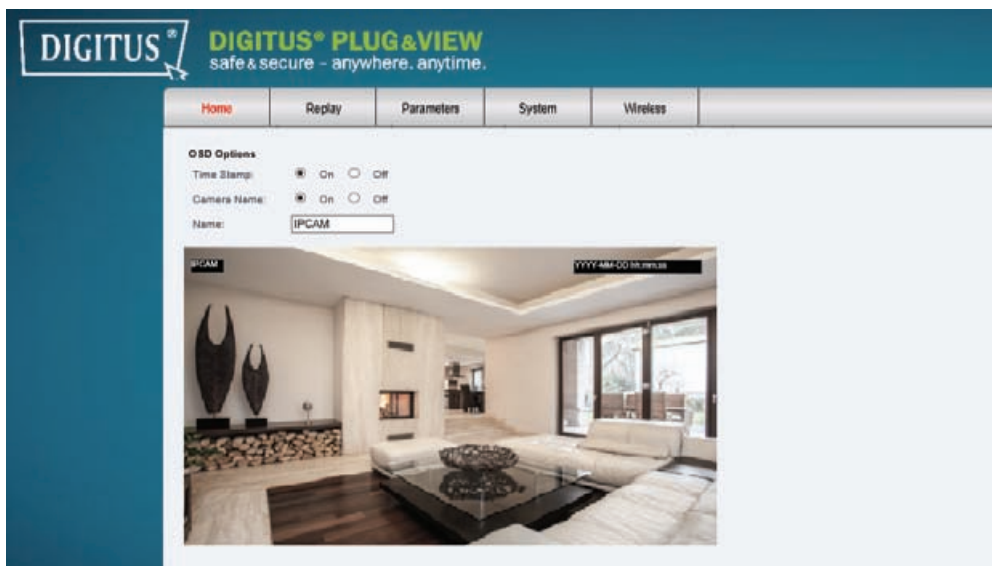 DIGITUS®
DIGITUS® PLUG&VIEW
safe & secure – anywhere. anytime.
Home Replay Parameters System Wireless
OSD Options
Time Stamp: On Off
Camera Name: On Off
Name: IPCAM
IPCAM YYYY-MM-DD hh:mm:ss